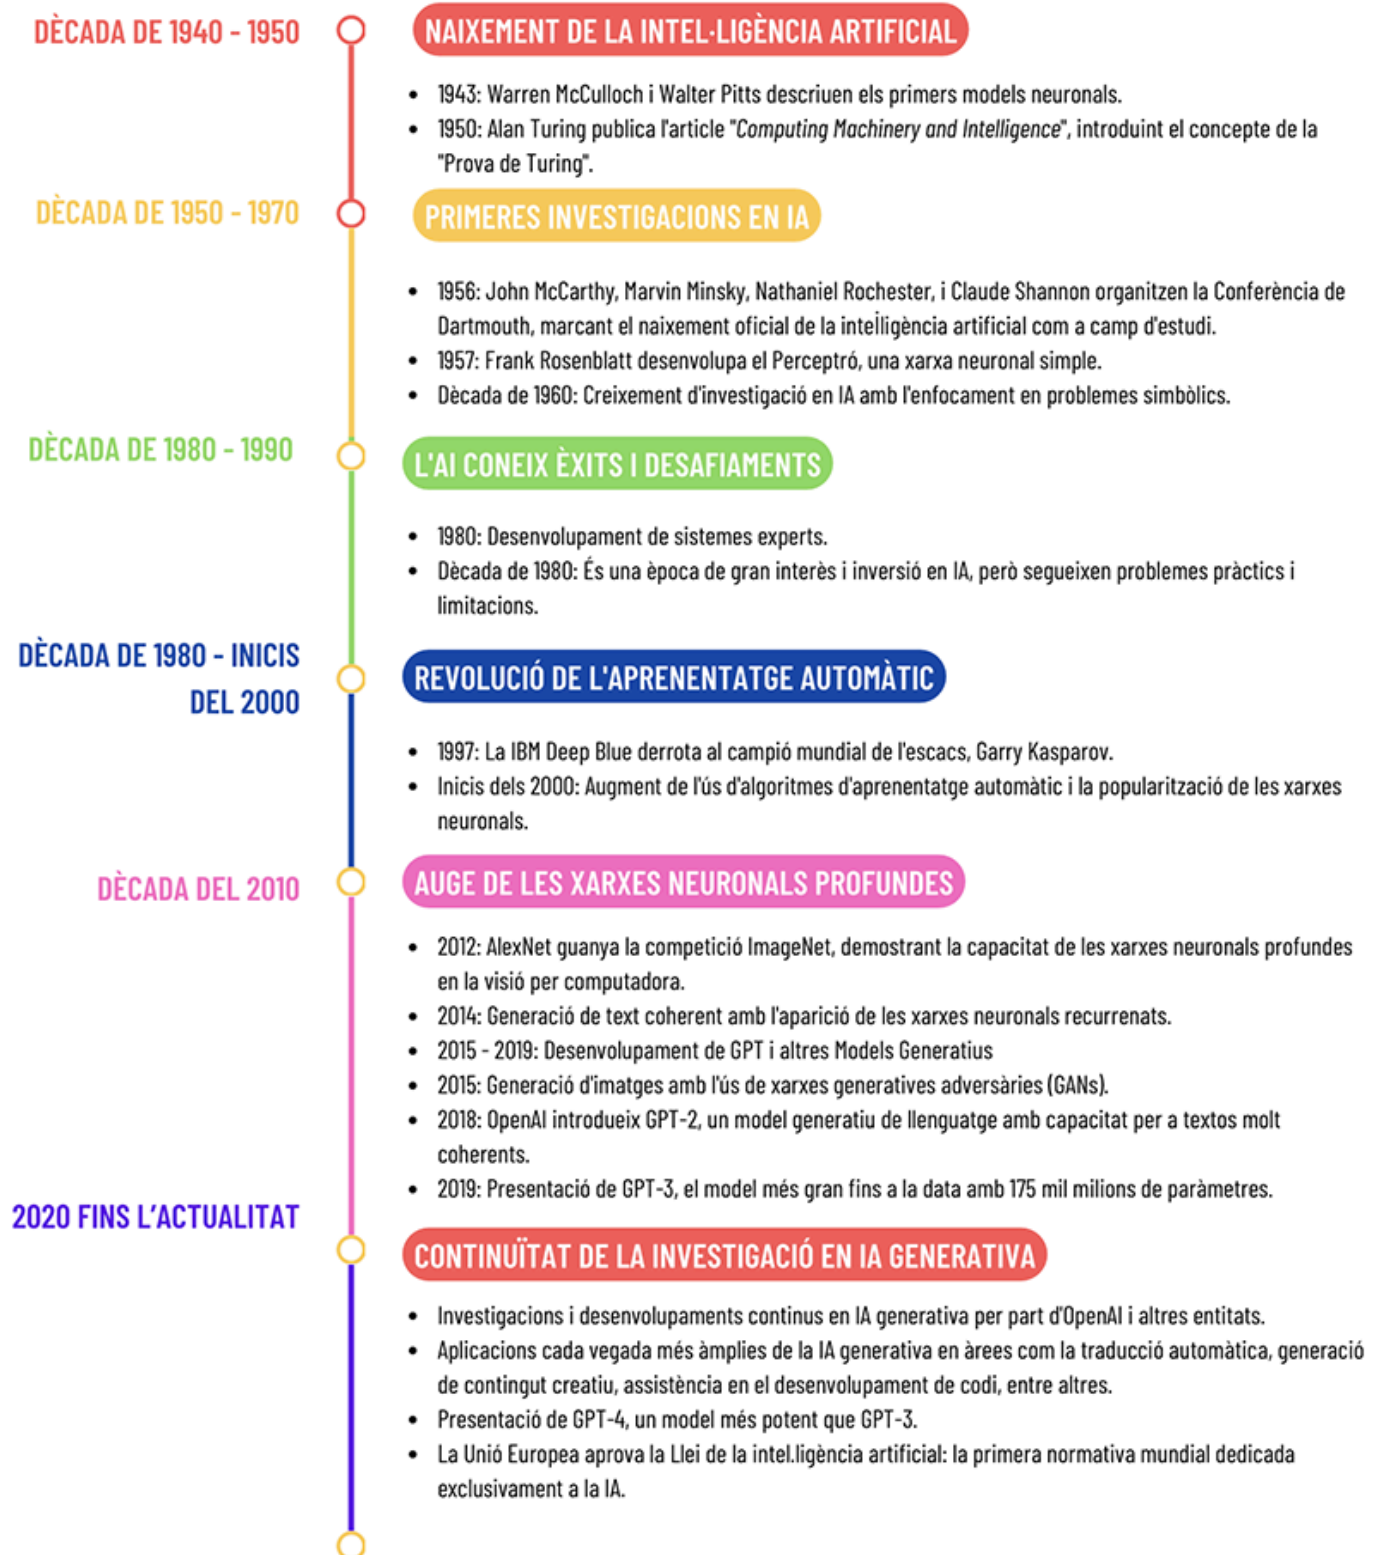 DÈCADA DE 1940 - 1950
NAIXEMENT DE LA INTEL·LIGÈNCIA ARTIFICIAL
• 1943: Warren McCulloch i Walter Pitts descriuen els primers models neuronals.
• 1950: Alan Turing publica l'article "Computing Machinery and Intelligence", introduint el concepte de la
"Prova de Turing".
DÈCADA DE 1950 - 1970
PRIMERES INVESTIGACIONS EN IA
• 1956: John McCarthy, Marvin Minsky, Nathaniel Rochester, i Claude Shannon organitzen la Conferència de
Dartmouth, marcant el naixement oficial de la inteŀligència artificial com a camp d'estudi.
• 1957: Frank Rosenblatt desenvolupa el Perceptró, una xarxa neuronal simple.
• Dècada de 1960: Creixement d'investigació en IA amb l'enfocament en problemes simbòlics.
DÈCADA DE 1980 - 1990
L'AI CONEIX ÈXITS I DESAFIAMENTS
• 1980: Desenvolupament de sistemes experts.
• Dècada de 1980: És una època de gran interès i inversió en IA, però segueixen problemes pràctics i
limitacions.
DÈCADA DE 1980 - INICIS
DEL 2000
REVOLUCIÓ DE L'APRENENTATGE AUTOMÀTIC
• 1997: La IBM Deep Blue derrota al campió mundial de l'escacs, Garry Kasparov.
• Inicis dels 2000: Augment de l'ús d'algoritmes d'aprenentatge automàtic i la popularització de les xarxes
neuronals.
DÈCADA DEL 2010
AUGE DE LES XARXES NEURONALS PROFUNDES
• 2012: AlexNet guanya la competició ImageNet, demostrant la capacitat de les xarxes neuronals profundes
en la visió per computadora.
• 2014: Generació de text coherent amb l'aparició de les xarxes neuronals recurrenats.
• 2015 - 2019: Desenvolupament de GPT i altres Models Generatius
• 2015: Generació d'imatges amb l'ús de xarxes generatives adversàries (GANs).
• 2018: OpenAI introdueix GPT-2, un model generatiu de llenguatge amb capacitat per a textos molt
coherents.
• 2019: Presentació de GPT-3, el model més gran fins a la data amb 175 mil milions de paràmetres.
2020 FINS L'ACTUALITAT
CONTINUÏTAT DE LA INVESTIGACIÓ EN IA GENERATIVA
• Investigacions i desenvolupaments continus en IA generativa per part d'OpenAI i altres entitats.
• Aplicacions cada vegada més àmplies de la IA generativa en àrees com la traducció automàtica, generació
de contingut creatiu, assistència en el desenvolupament de codi, entre altres.
• Presentació de GPT-4, un model més potent que GPT-3.
• La Unió Europea aprova la Llei de la intel.ligència artificial: la primera normativa mundial dedicada
exclusivament a la IA.